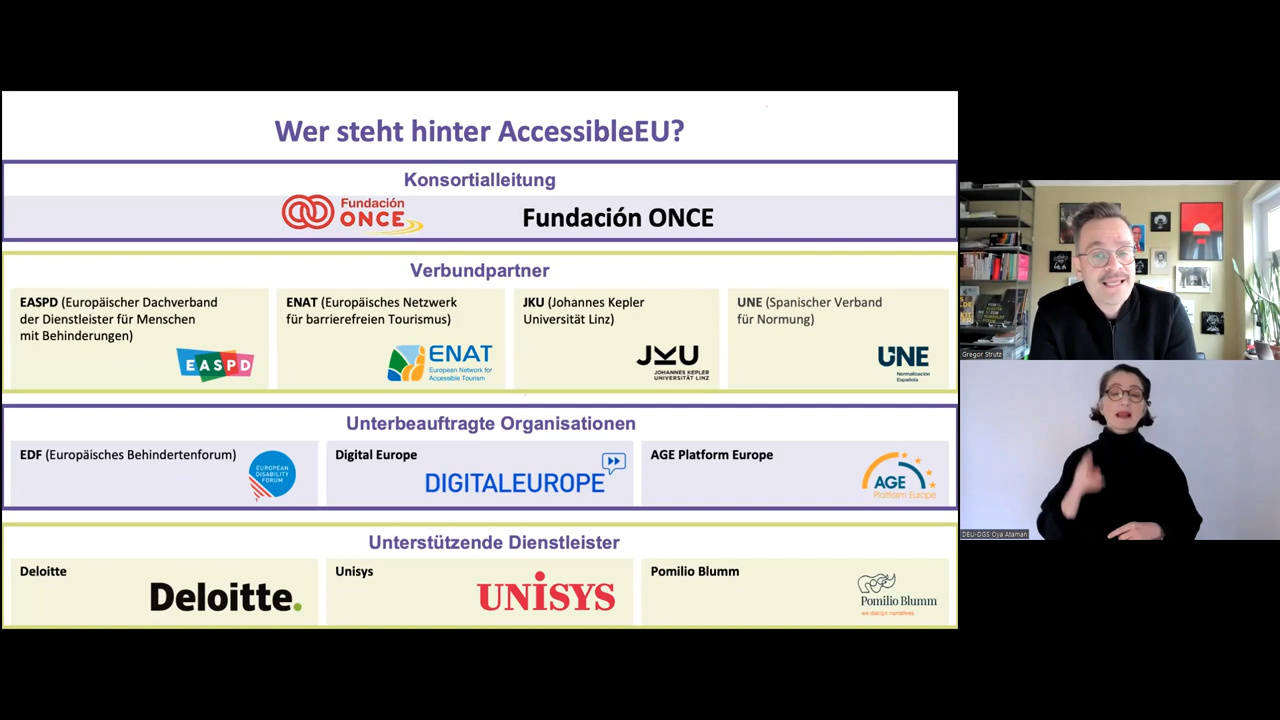 Wer steht hinter AccessibleEU?
Konsortialleitung
Fundación
ONCE
Fundación ONCE
Verbundpartner
EASPD (Europäischer Dachverband
der Dienstleister für Menschen
mit Behinderungen)
EASPD
ENAT (Europäisches Netzwerk
für barrierefreien Tourismus)
ENAT
European Network for
Accessible Tourism
JKU (Johannes Kepler
Universität Linz)
JKU
JOHANNES KEPLER
UNIVERSITÄT LINZ
UNE (Spanischer Verband
für Normung)
UNE
Normalización
Española
Unterbeauftragte Organisationen
EDF (Europäisches Behindertenforum)
EUROPEAN
DISABILITY
FORUM
Digital Europe
DIGITALEUROPE
AGE Platform Europe
AGE
Platform Europe
Unterstützende Dienstleister
Deloitte
Deloitte.
Unisys
UNiSYS
Pomilio Blumm
Pomilio Blumm
we design narratives
Gregor Strutz
DEU-DGS Oya Ataman